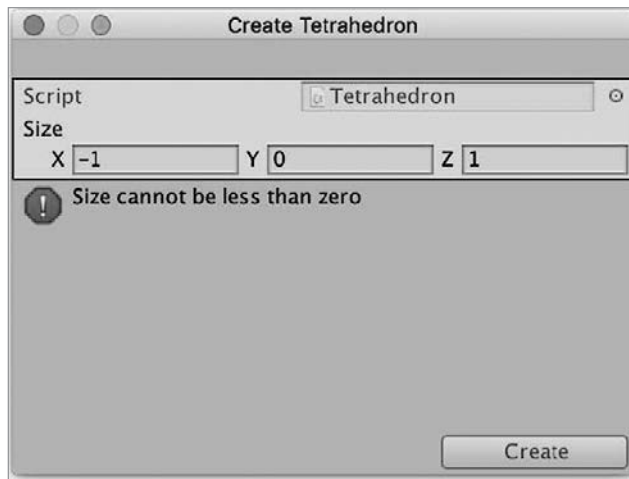 Create Tetrahedron
Script Tetrahedron
Size
X -1 Y 0 Z 1
Size cannot be less than zero
Create